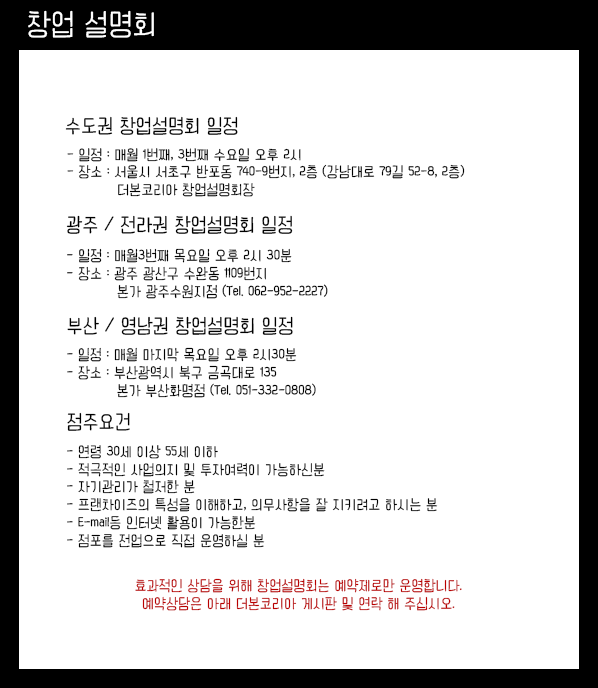 창업 설명회
수도권 창업설명회 일정
- 일정 : 매월 1번째, 3번째 수요일 오후 2시
- 장소 : 서울시 서초구 반포동 740-9번지, 2층 (강남대로 79길 52-8, 2층)
더본코리아 창업설명회장
광주 / 전라권 창업설명회 일정
- 일정 : 매월3번째 목요일 오후 2시 30분
- 장소 : 광주 광산구 수완동 1109번지
본가 광주수원지점 (Tel. 062-952-2227)
부산 / 영남권 창업설명회 일정
- 일정 : 매월 마지막 목요일 오후 2시30분
- 장소 : 부산광역시 북구 금곡대로 135
본가 부산화명점 (Tel. 051-332-0808)
점주요건
- 연령 30세 이상 55세 이하
- 적극적인 사업의지 및 투자여력이 가능하신분
- 자기관리가 철저한 분
- 프랜차이즈의 특성을 이해하고, 의무사항을 잘 지키려고 하시는 분
- E-mail등 인터넷 활용이 가능한분
- 점포를 전업으로 직접 운영하실 분
효과적인 상담을 위해 창업설명회는 예약제로만 운영합니다.
예약상담은 아래 더본코리아 게시판 및 연락 해 주십시오.